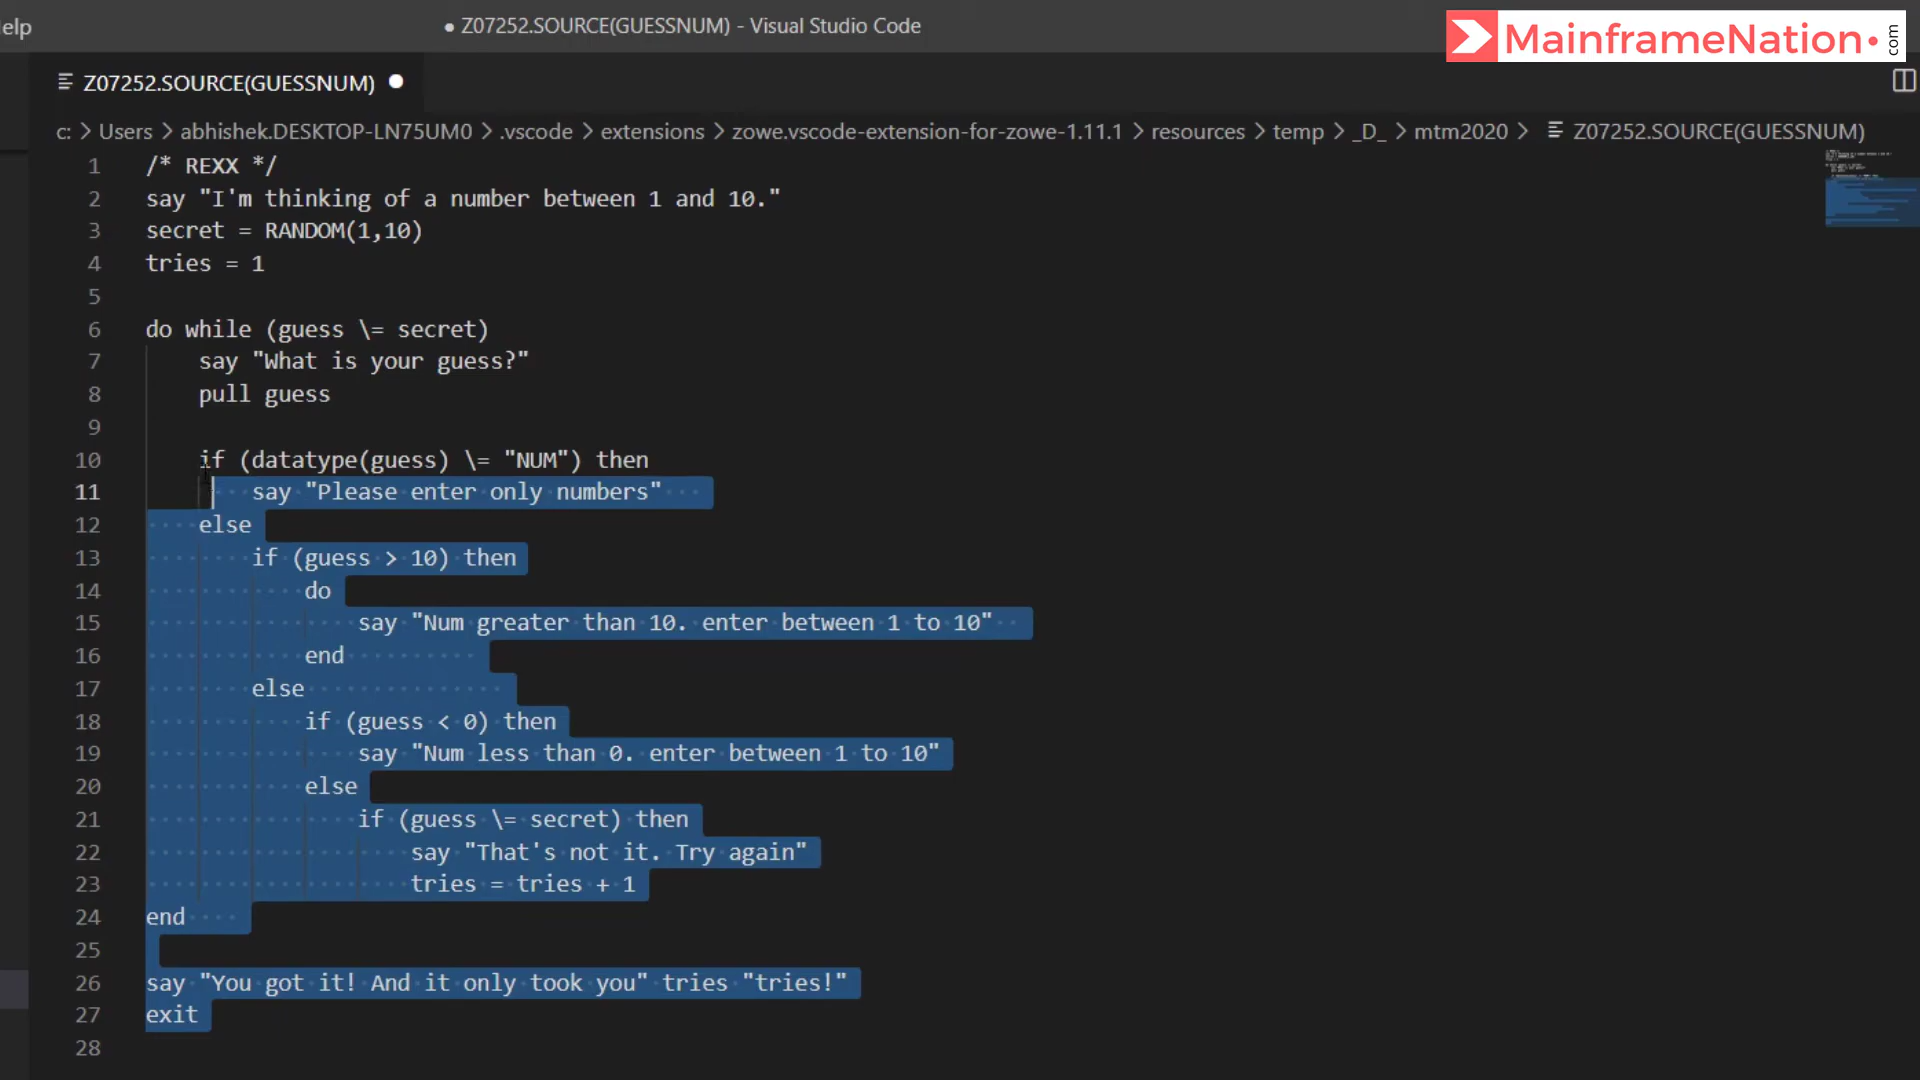 elp
● Z07252.SOURCE(GUESSNUM) - Visual Studio Code
MainframeNation.com
Z07252.SOURCE(GUESSNUM)
c: > Users > abhishek.DESKTOP-LN75UM0 > .vscode > extensions > zowe.vscode-extension-for-zowe-1.11.1 > resources > temp > _D_ > mtm2020 > Z07252.SOURCE(GUESSNUM)
1 /* REXX */
2 say "I'm thinking of a number between 1 and 10."
3 secret = RANDOM(1,10)
4 tries = 1
5
6 do while (guess \= secret)
7 say "What is your guess?"
8 pull guess
9
10 if (datatype(guess) \= "NUM") then
11 say "Please enter only numbers"
12 else
13 if (guess > 10) then
14 do
15 say "Num greater than 10. enter between 1 to 10"
16 end
17 else
18 if (guess < 0) then
19 say "Num less than 0. enter between 1 to 10"
20 else
21 if (guess \= secret) then
22 say "That's not it. Try again"
23 tries = tries + 1
24 end
25
26 say "You got it! And it only took you" tries "tries!"
27 exit
28